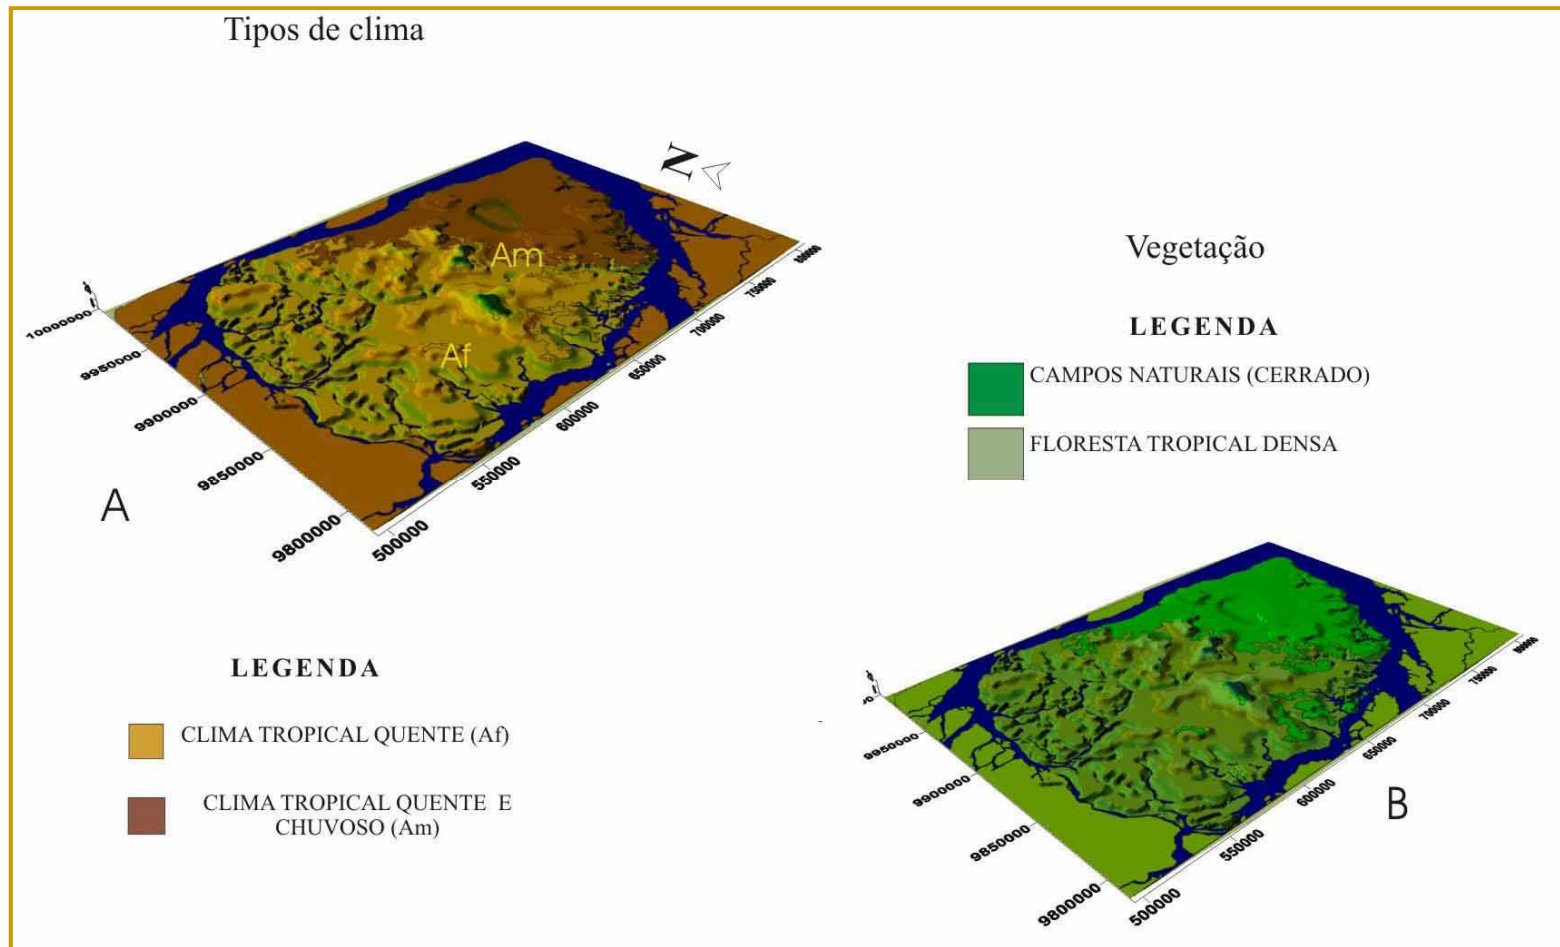 Tipos de clima
N
Am
Af
10000000
9950000
9900000
9850000
9800000
500000
550000
600000
650000
700000
750000
800000
A
LEGENDA
CLIMA TROPICAL QUENTE (Af)
CLIMA TROPICAL QUENTE E
CHUVOSO (Am)
Vegetação
LEGENDA
CAMPOS NATURAIS (CERRADO)
FLORESTA TROPICAL DENSA
9950000
9900000
9850000
9800000
500000
550000
600000
650000
700000
750000
800000
B